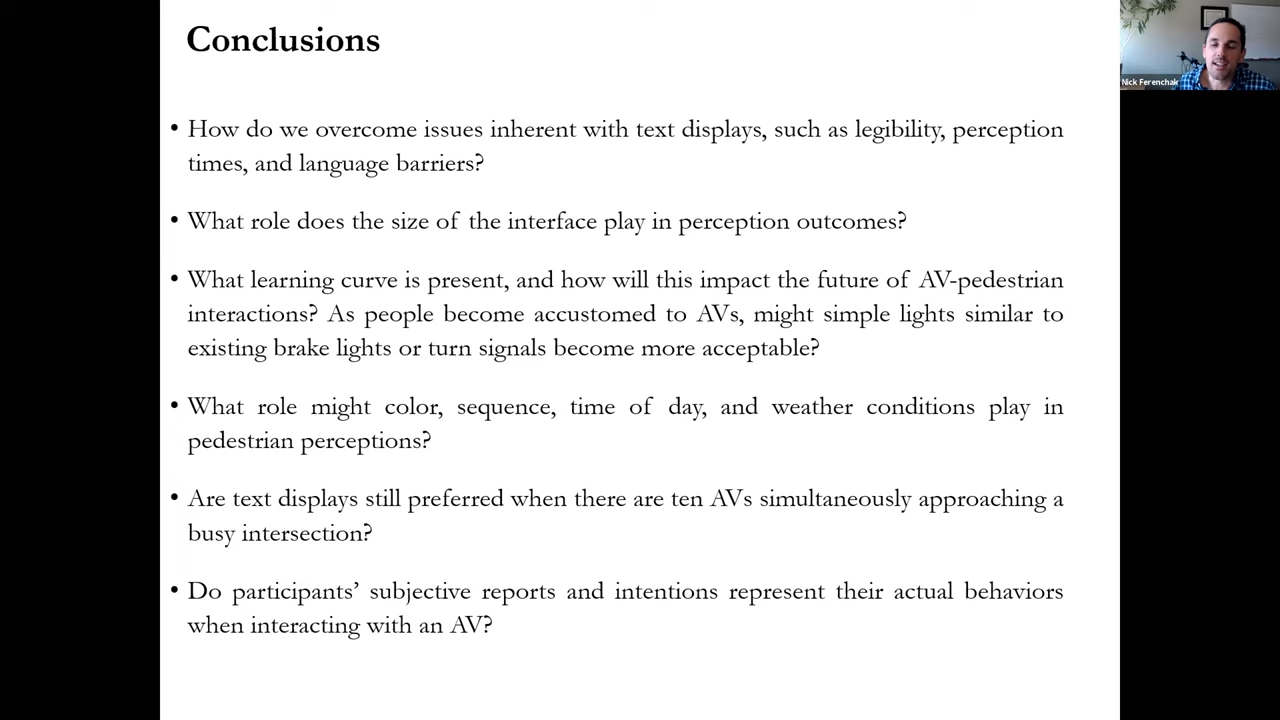 Conclusions
Nick Ferenchak
• How do we overcome issues inherent with text displays, such as legibility, perception
times, and language barriers?
• What role does the size of the interface play in perception outcomes?
• What learning curve is present, and how will this impact the future of AV-pedestrian
interactions? As people become accustomed to AVs, might simple lights similar to
existing brake lights or turn signals become more acceptable?
• What role might color, sequence, time of day, and weather conditions play in
pedestrian perceptions?
• Are text displays still preferred when there are ten AVs simultaneously approaching a
busy intersection?
• Do participants’ subjective reports and intentions represent their actual behaviors
when interacting with an AV?